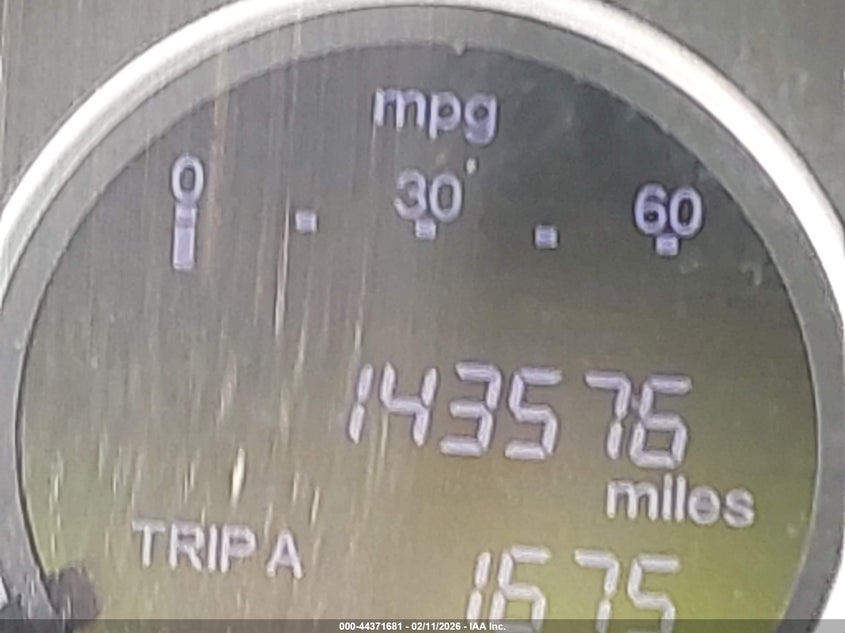 mpg
0 30 60
143576
miles
TRIP A
1675
000-44371681 - 02/11/2026 - IAA Inc.